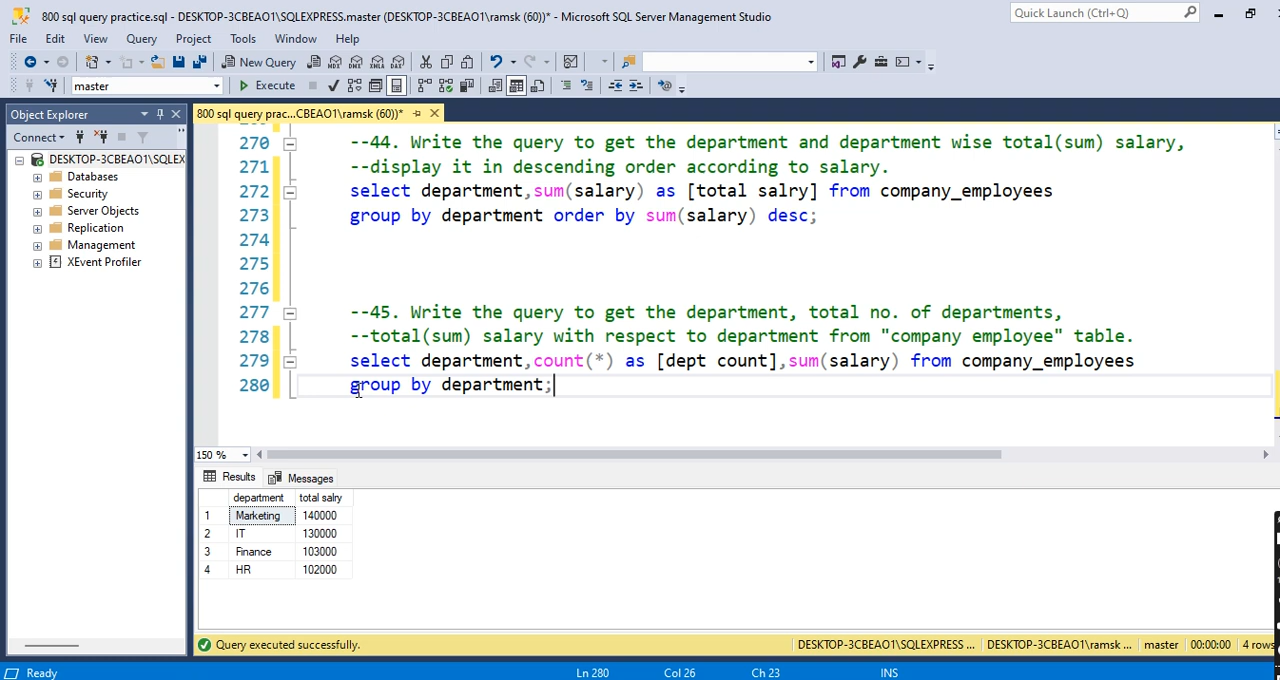 800 sql query practice.sql - DESKTOP-3CBEAO1\SQLEXPRESS.master (DESKTOP-3CBEAO1\ramsk (60))* - Microsoft SQL Server Management Studio
Quick Launch (Ctrl+Q)
File Edit View Query Project Tools Window Help
New Query MDX DMX XMLA DAX
master Execute
Object Explorer
800 sql query prac...CBEAO1\ramsk (60))*
Connect
DESKTOP-3CBEAO1\SQLEX
Databases
Security
Server Objects
Replication
Management
XEvent Profiler
270 --44. Write the query to get the department and department wise total(sum) salary,
271 --display it in descending order according to salary.
272 select department,sum(salary) as [total salry] from company_employees
273 group by department order by sum(salary) desc;
274
275
276
277 --45. Write the query to get the department, total no. of departments,
278 --total(sum) salary with respect to department from "company employee" table.
279 select department,count(*) as [dept count],sum(salary) from company_employees
280 group by department;
150 %
Results Messages
department total salry
1 Marketing 140000
2 IT 130000
3 Finance 103000
4 HR 102000
Query executed successfully. DESKTOP-3CBEAO1\SQLEXPRESS ... DESKTOP-3CBEAO1\ramsk ... master 00:00:00 4 rows
Ready Ln 280 Col 26 Ch 23 INS